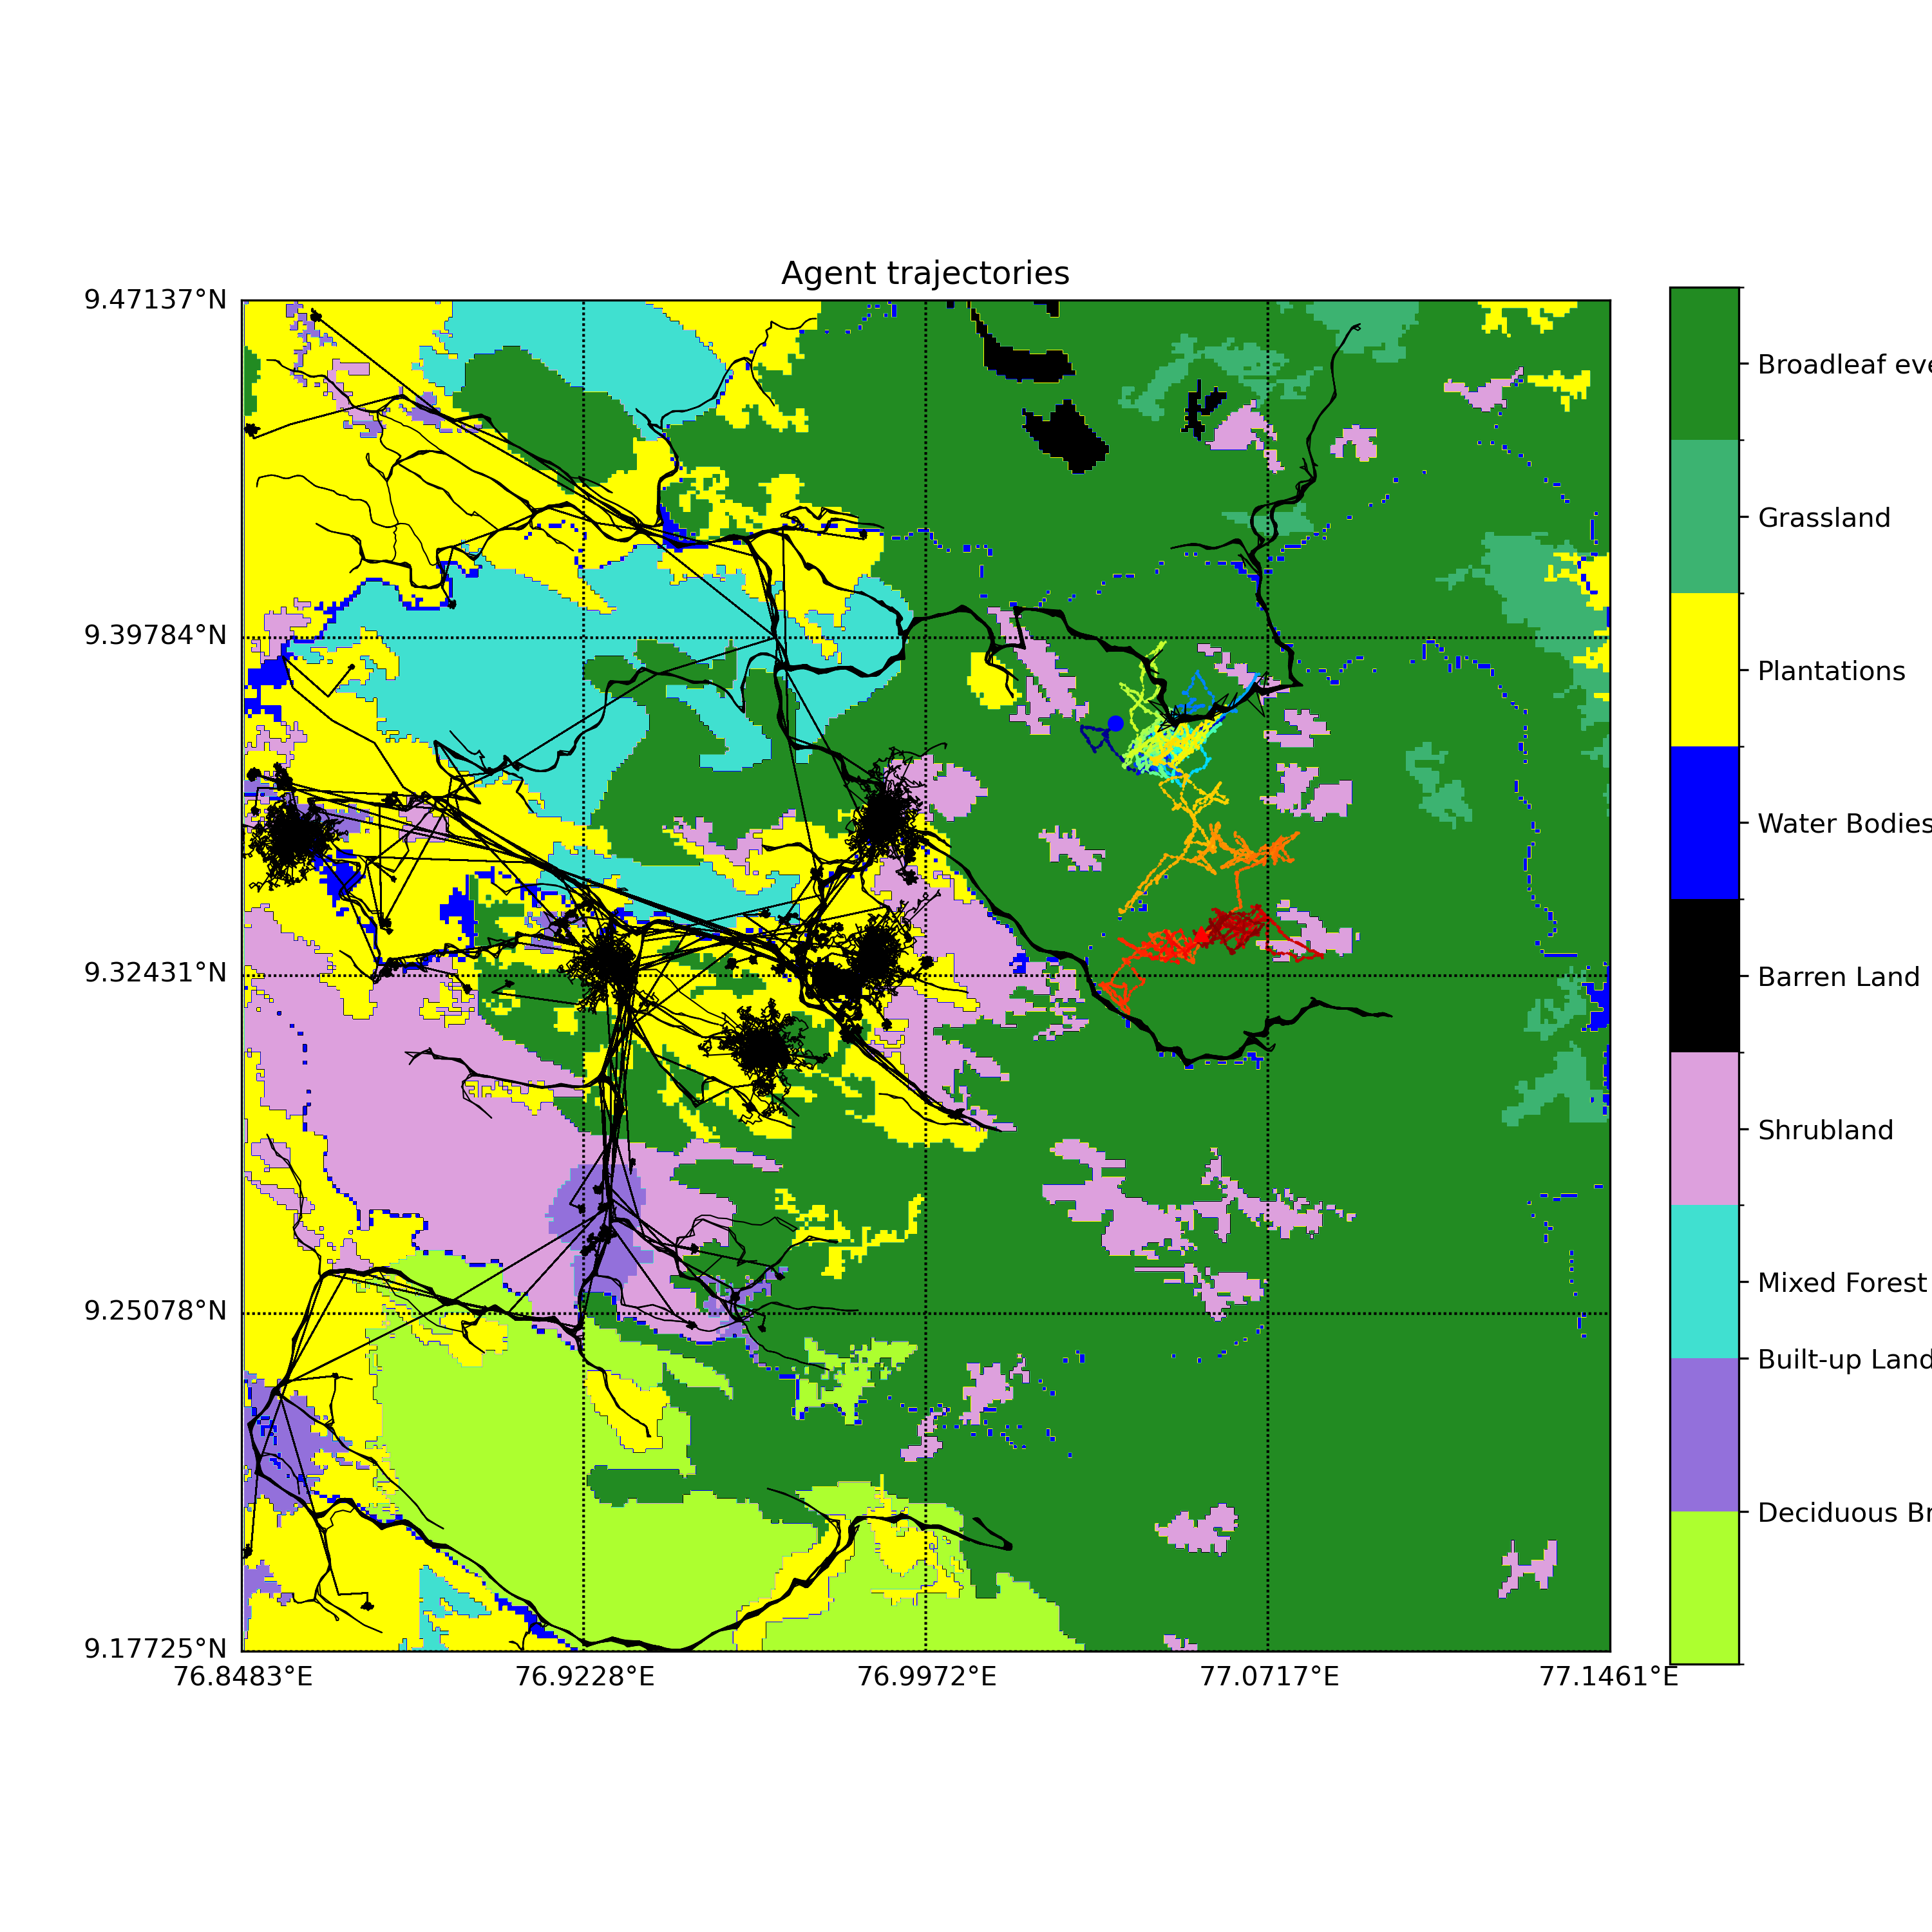 Agent trajectories
9.47137°N
9.39784°N
9.32431°N
9.25078°N
9.17725°N
76.8483°E
76.9228°E
76.9972°E
77.0717°E
77.1461°E
Broadleaf eve
Grassland
Plantations
Water Bodies
Barren Land
Shrubland
Mixed Forest
Built-up Land
Deciduous Br